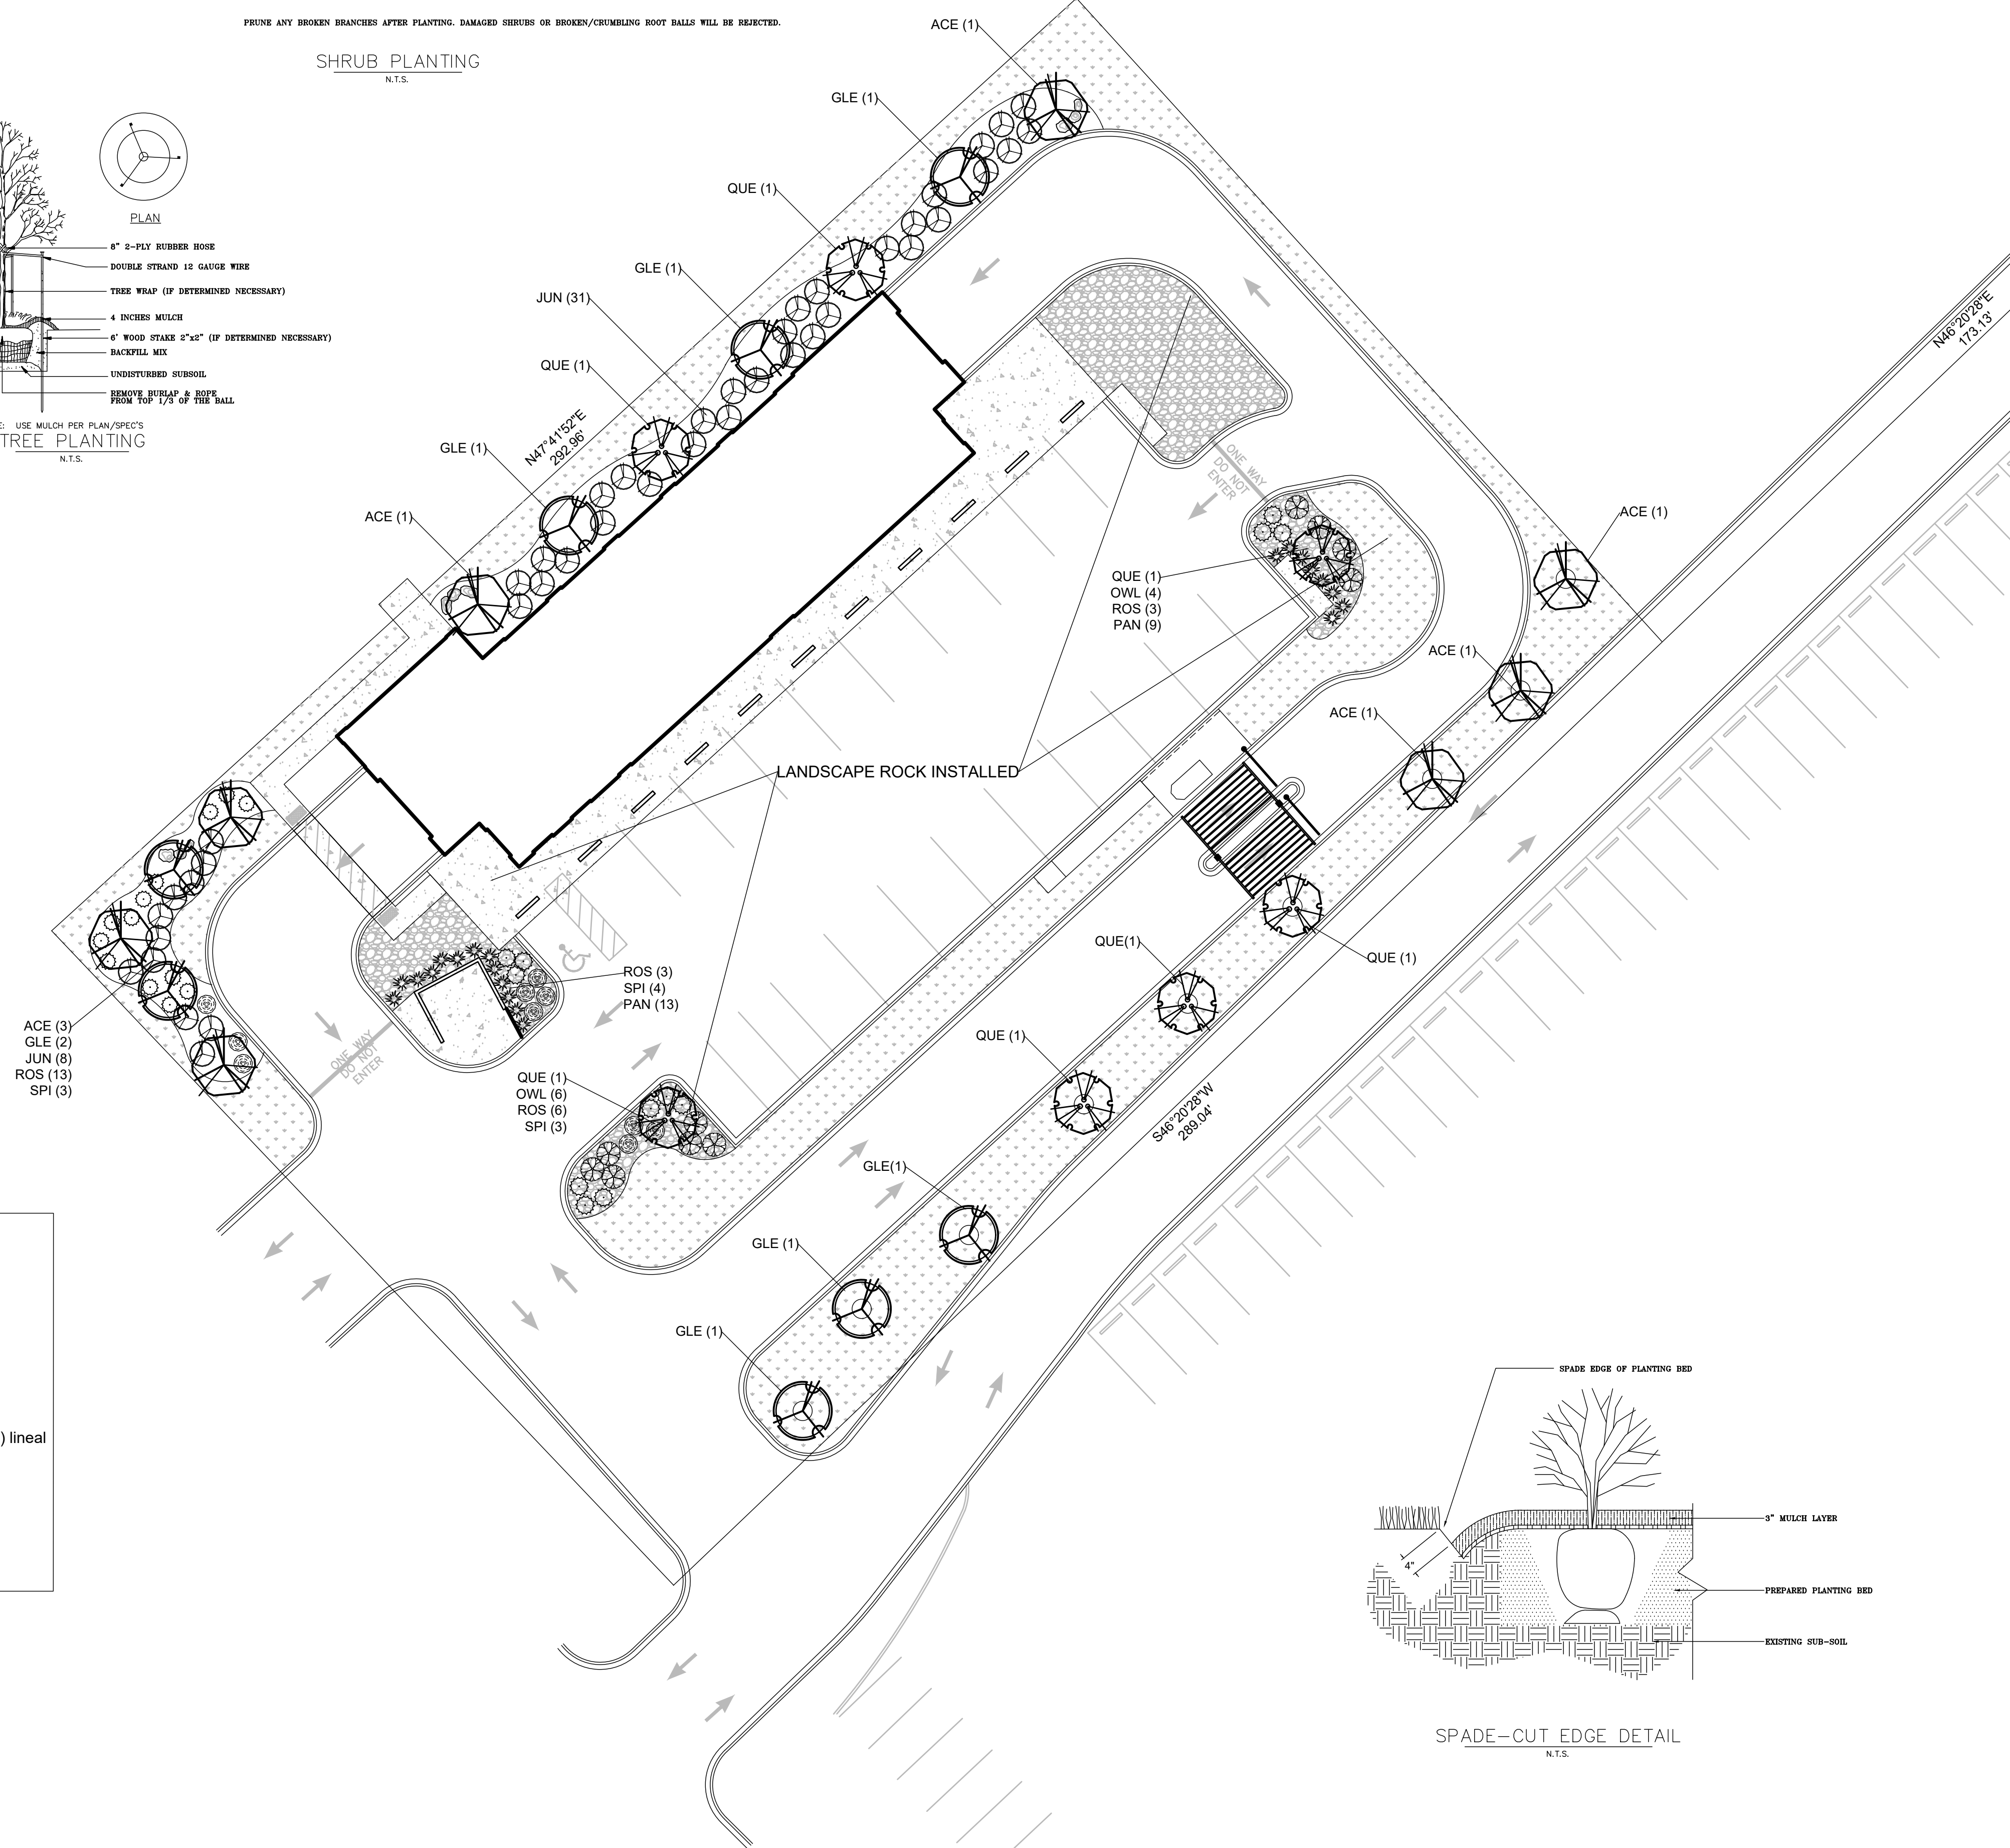 PRUNE ANY BROKEN BRANCHES AFTER PLANTING. DAMAGED SHRUBS OR BROKEN/CRUMBLING ROOT BALLS WILL BE REJECTED.
SHRUB PLANTING
N.T.S.
PLAN
8" 2-PLY RUBBER HOSE
DOUBLE STRAND 12 GAUGE WIRE
TREE WRAP (IF DETERMINED NECESSARY)
4 INCHES MULCH
6' WOOD STAKE 2"x2" (IF DETERMINED NECESSARY)
BACKFILL MIX
UNDISTURBED SUBSOIL
REMOVE BURLAP & ROPE
FROM TOP 1/3 OF THE BALL
E: USE MULCH PER PLAN/SPEC'S
TREE PLANTING
N.T.S.
ACE (1)
GLE (1)
QUE (1)
GLE (1)
JUN (31)
QUE (1)
GLE (1)
ACE (1)
N47°41'52"E
292.96'
N46°20'28"E
173.13'
ONE WAY
DO NOT
ENTER
ACE (1)
QUE (1)
OWL (4)
ROS (3)
PAN (9)
ACE (1)
ACE (1)
LANDSCAPE ROCK INSTALLED
QUE (1)
QUE(1)
QUE (1)
ROS (3)
SPI (4)
PAN (13)
ACE (3)
GLE (2)
JUN (8)
ROS (13)
SPI (3)
ONE WAY
DO NOT
ENTER
QUE (1)
OWL (6)
ROS (6)
SPI (3)
S46°20'28"W
289.04'
GLE(1)
GLE (1)
GLE (1)
) lineal
SPADE EDGE OF PLANTING BED
3" MULCH LAYER
4"
PREPARED PLANTING BED
EXISTING SUB-SOIL
SPADE-CUT EDGE DETAIL
N.T.S.